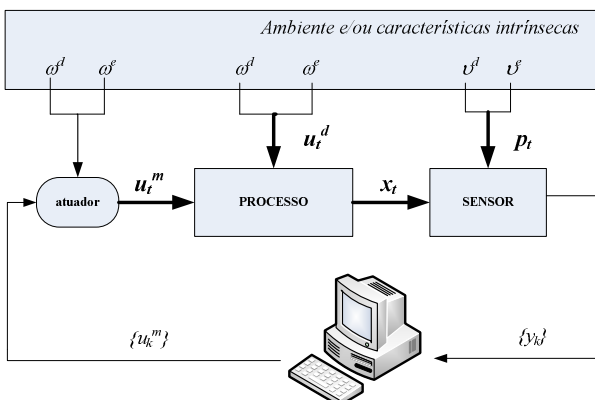 Ambiente e/ou características intrínsecas
ω^d ω^e ω^d ω^e υ^d υ^e
u_t^d p_t
u_t^m x_t
atuador PROCESSO SENSOR
{u_k^m} {y_k}